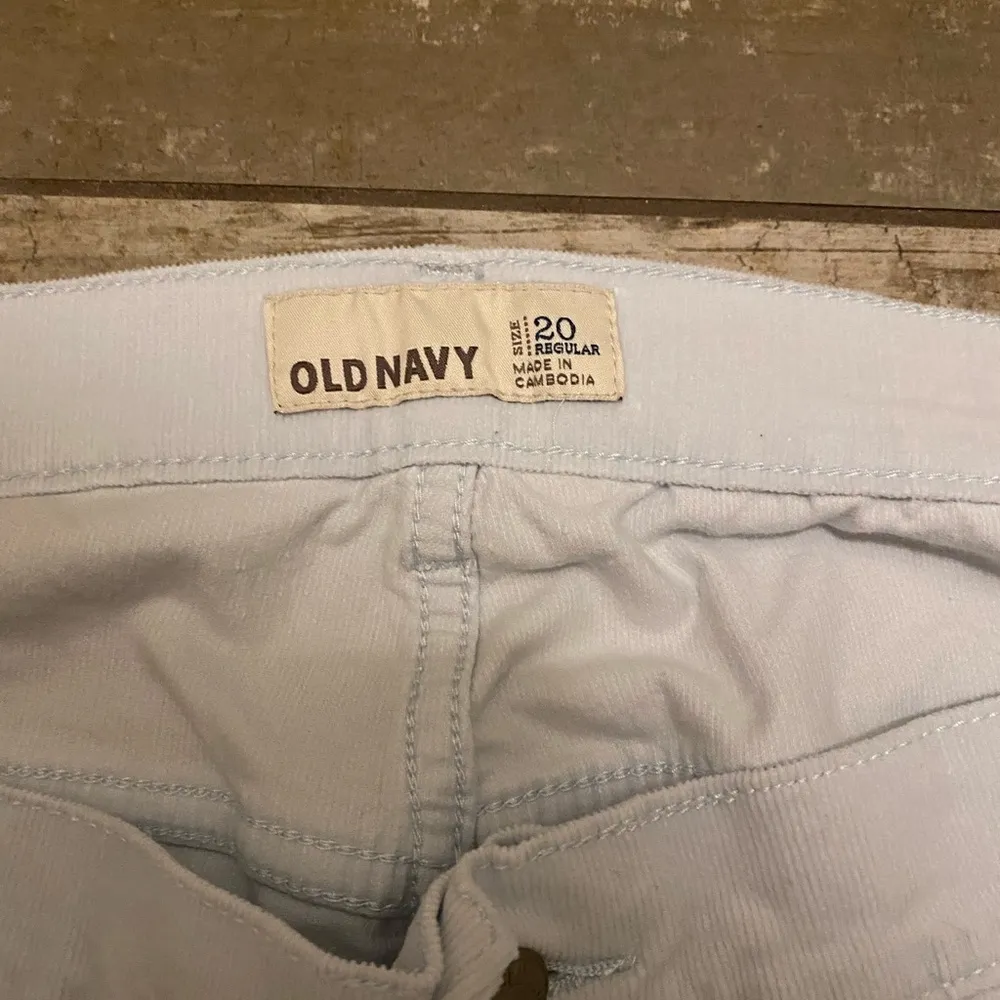 OLD NAVY
SIZE
20
REGULAR
MADE IN
CAMBODIA